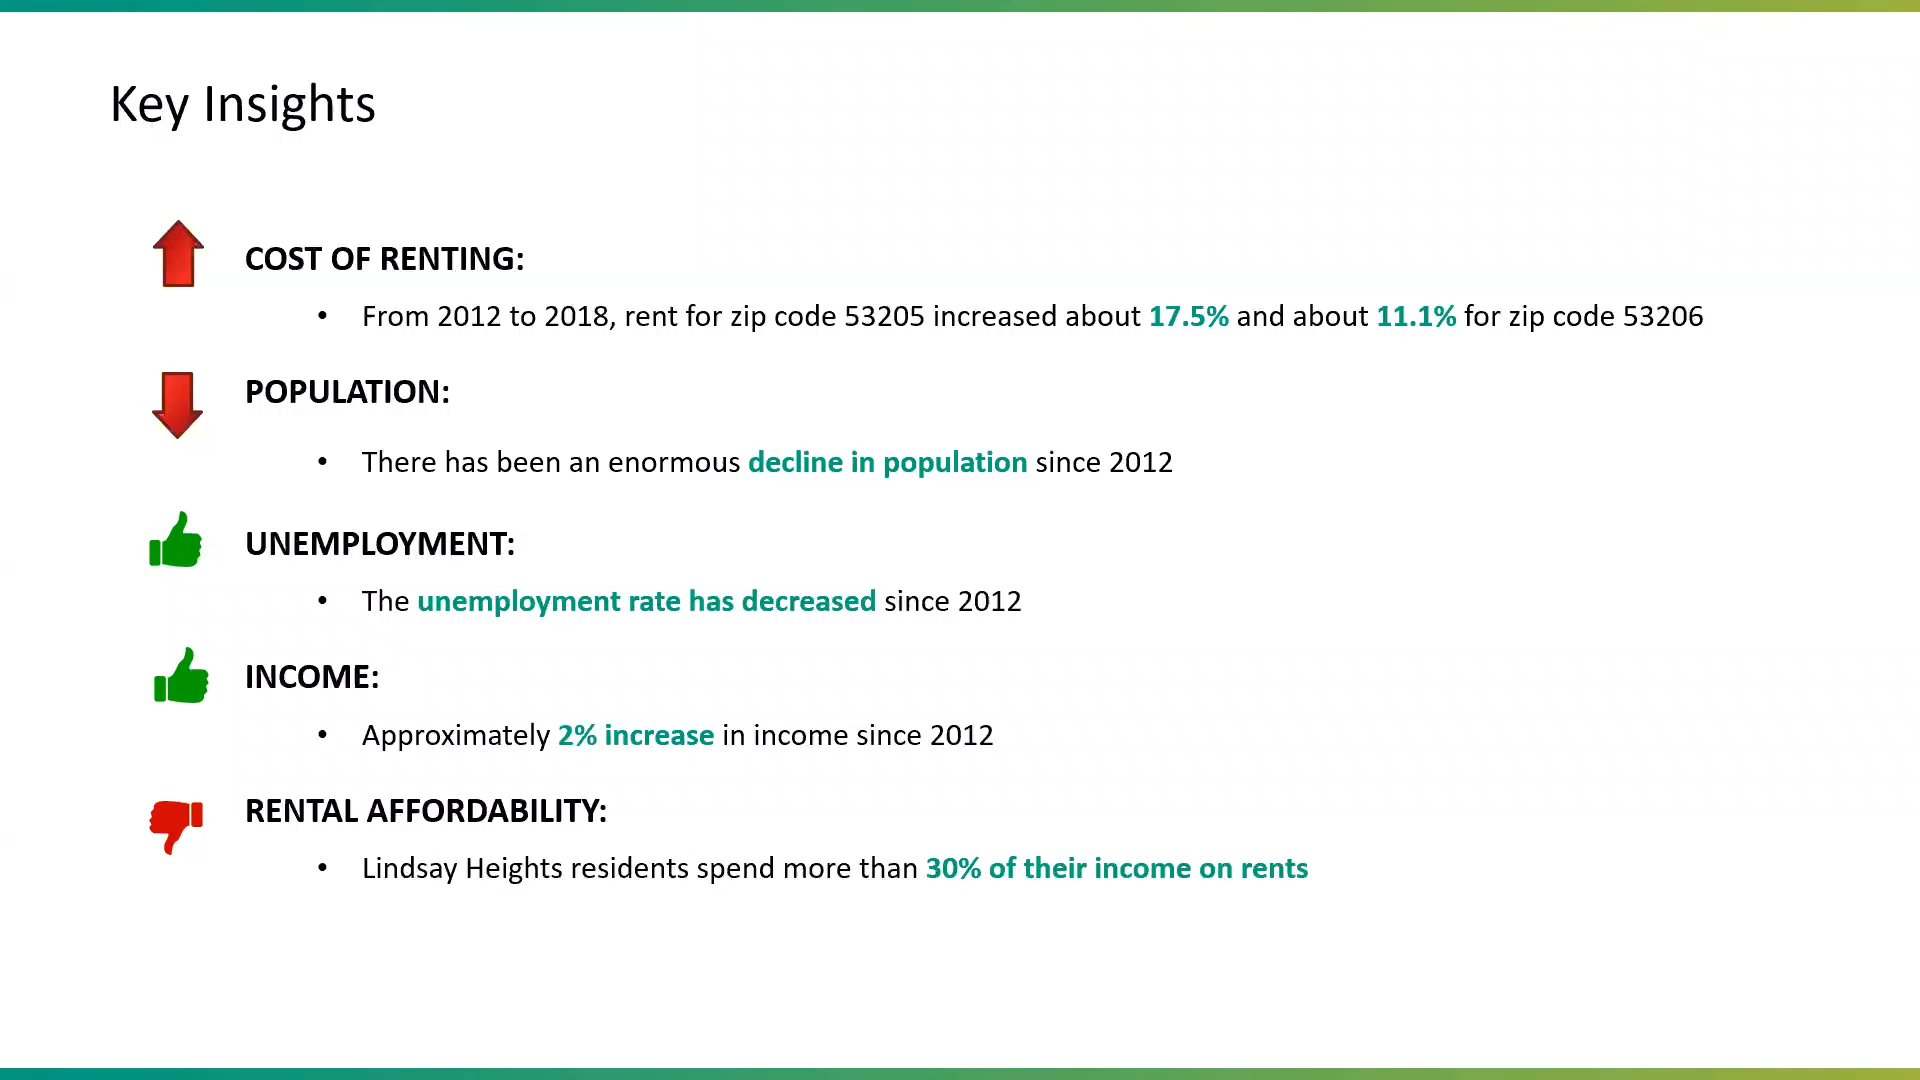 Key Insights
COST OF RENTING:
• From 2012 to 2018, rent for zip code 53205 increased about 17.5% and about 11.1% for zip code 53206
POPULATION:
• There has been an enormous decline in population since 2012
UNEMPLOYMENT:
• The unemployment rate has decreased since 2012
INCOME:
• Approximately 2% increase in income since 2012
RENTAL AFFORDABILITY:
• Lindsay Heights residents spend more than 30% of their income on rents